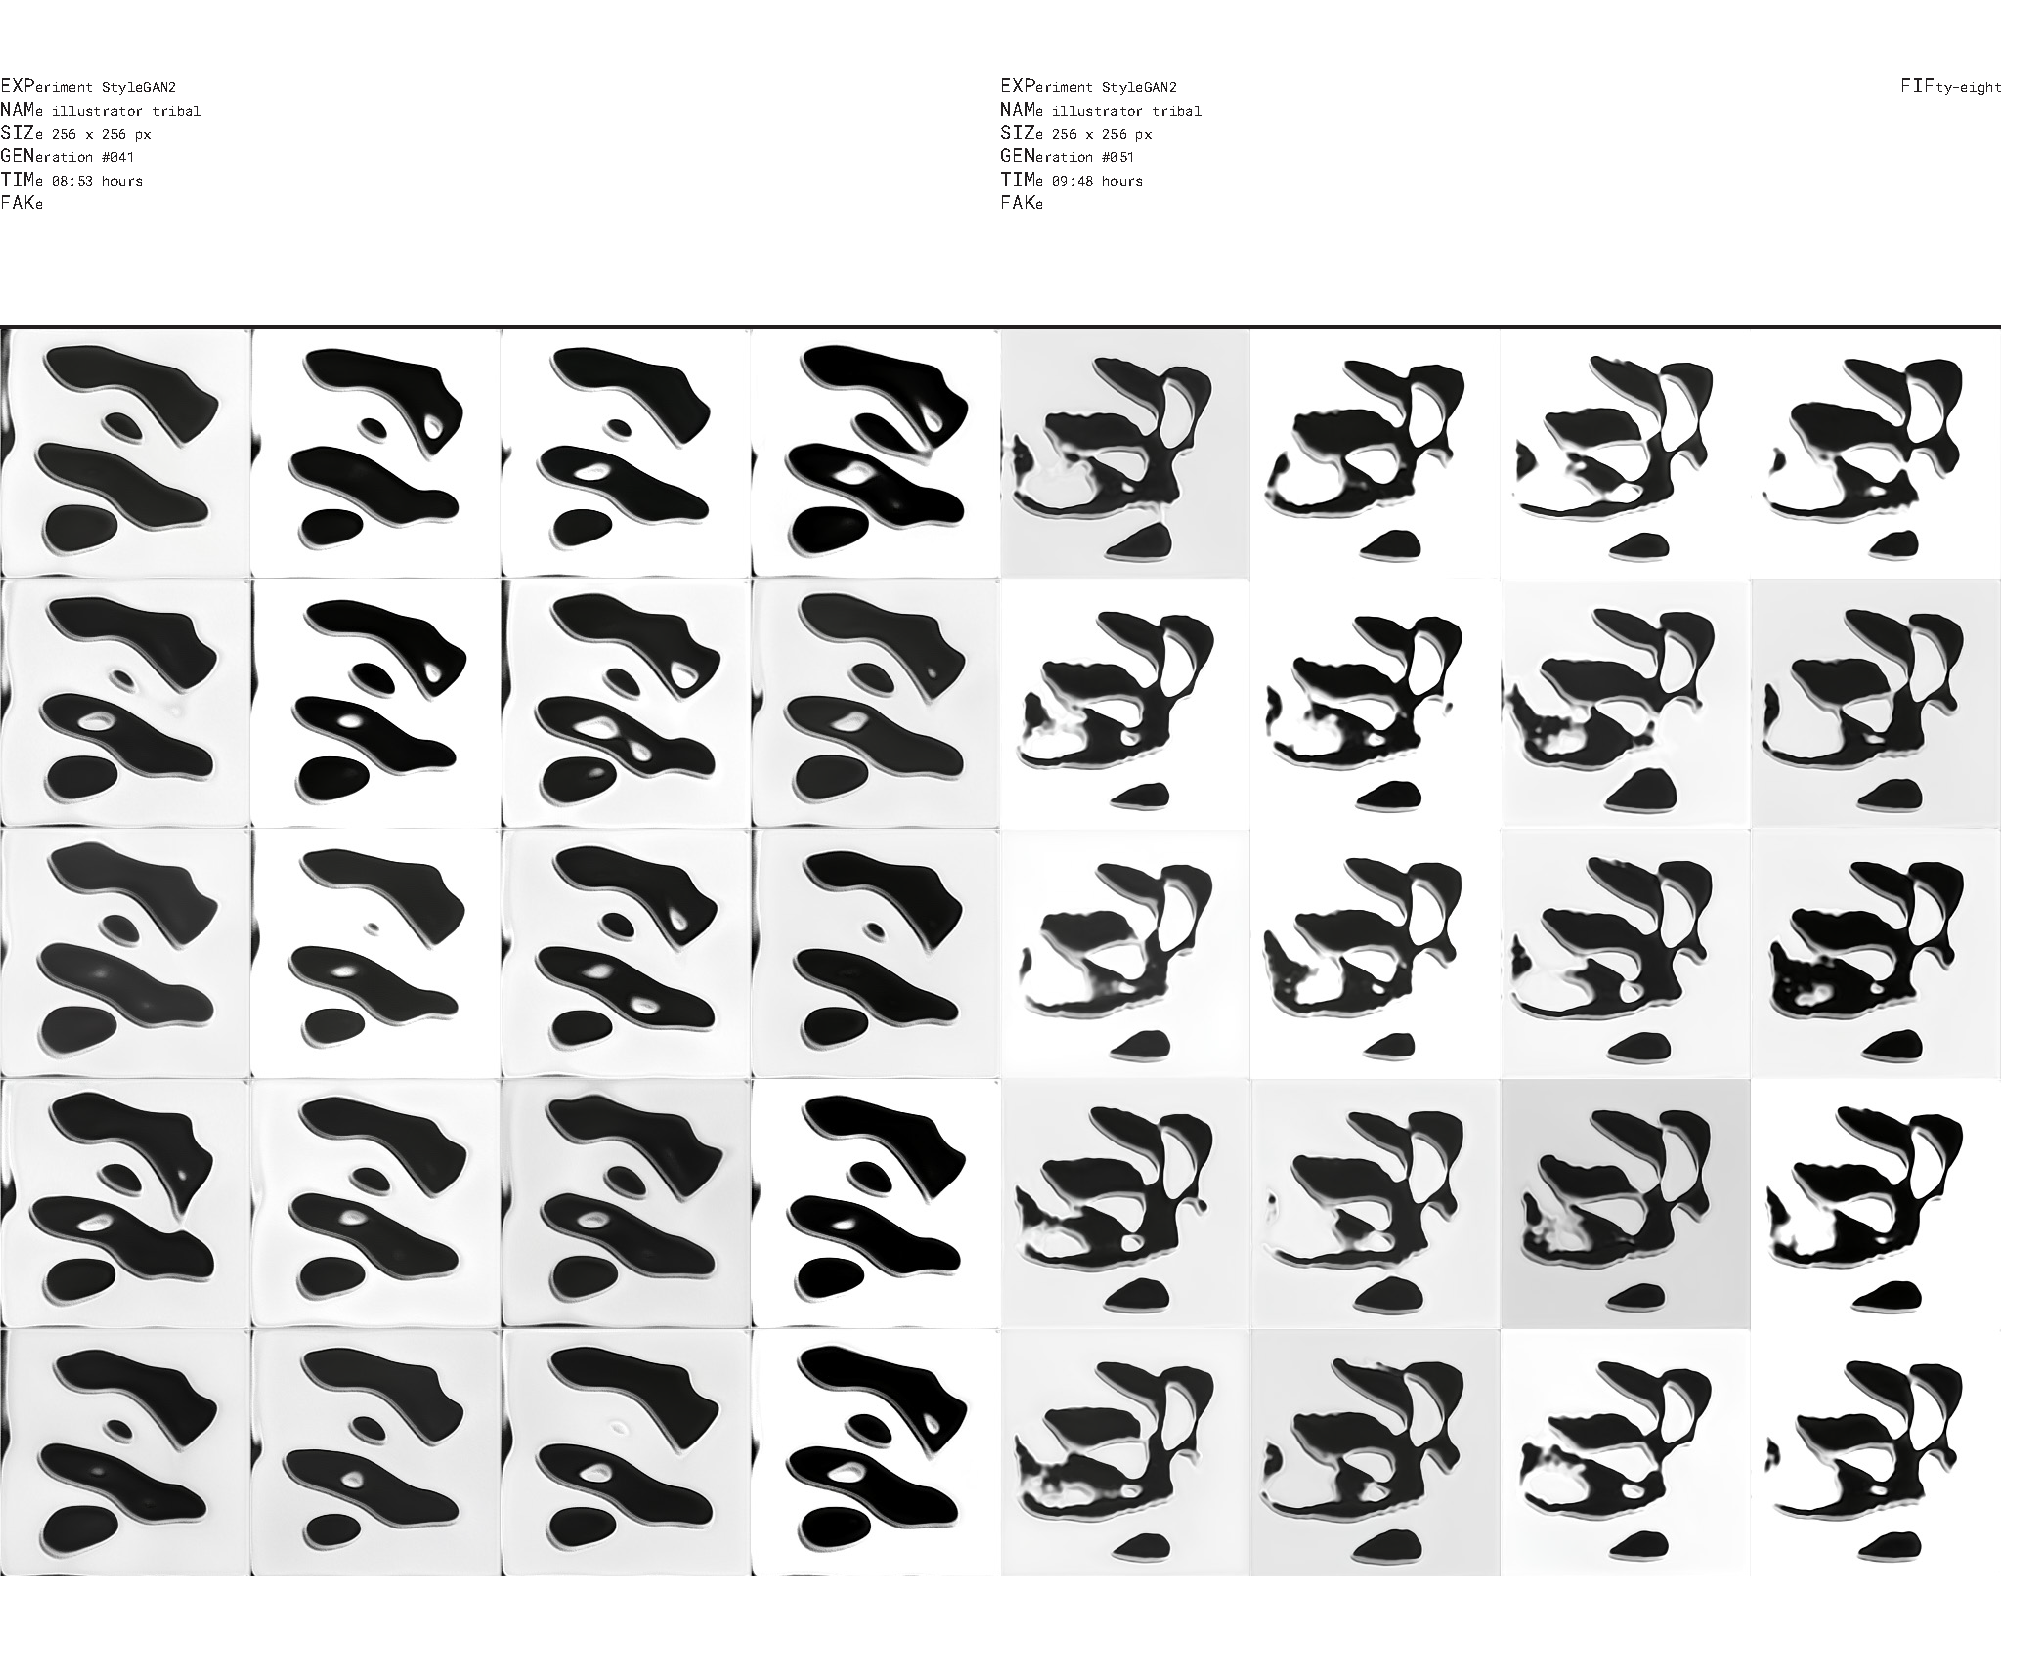 EXPeriment StyleGAN2
NAMe illustrator tribal
SIZe 256 x 256 px
GENeration #041
TIMe 08:53 hours
FAKe
EXPeriment StyleGAN2
NAMe illustrator tribal
SIZe 256 x 256 px
GENeration #051
TIMe 09:48 hours
FAKe
FIFty-eight